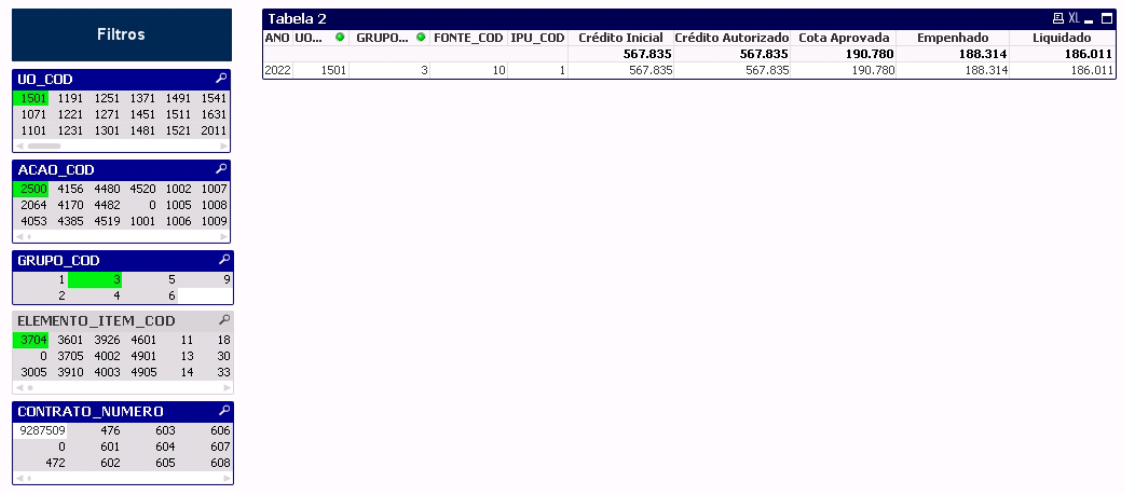 Filtros
UO_COD
1501 1191 1251 1371 1491 1541
1071 1221 1271 1451 1511 1631
1101 1231 1301 1481 1521 2011
ACAO_COD
2500 4156 4480 4520 1002 1007
2064 4170 4482 0 1005 1008
4053 4385 4519 1001 1006 1009
GRUPO_COD
1 3 5 9
2 4 6
ELEMENTO_ITEM_COD
3704 3601 3926 4601 11 18
0 3705 4002 4901 13 30
3005 3910 4003 4905 14 33
CONTRATO_NUMERO
9287509 476 603 606
0 601 604 607
472 602 605 608
Tabela 2 XL
ANO UO... GRUPO... FONTE_COD IPU_COD Crédito Inicial Crédito Autorizado Cota Aprovada Empenhado Liquidado
567.835 567.835 190.780 188.314 186.011
2022 1501 3 10 1 567.835 567.835 190.780 188.314 186.011